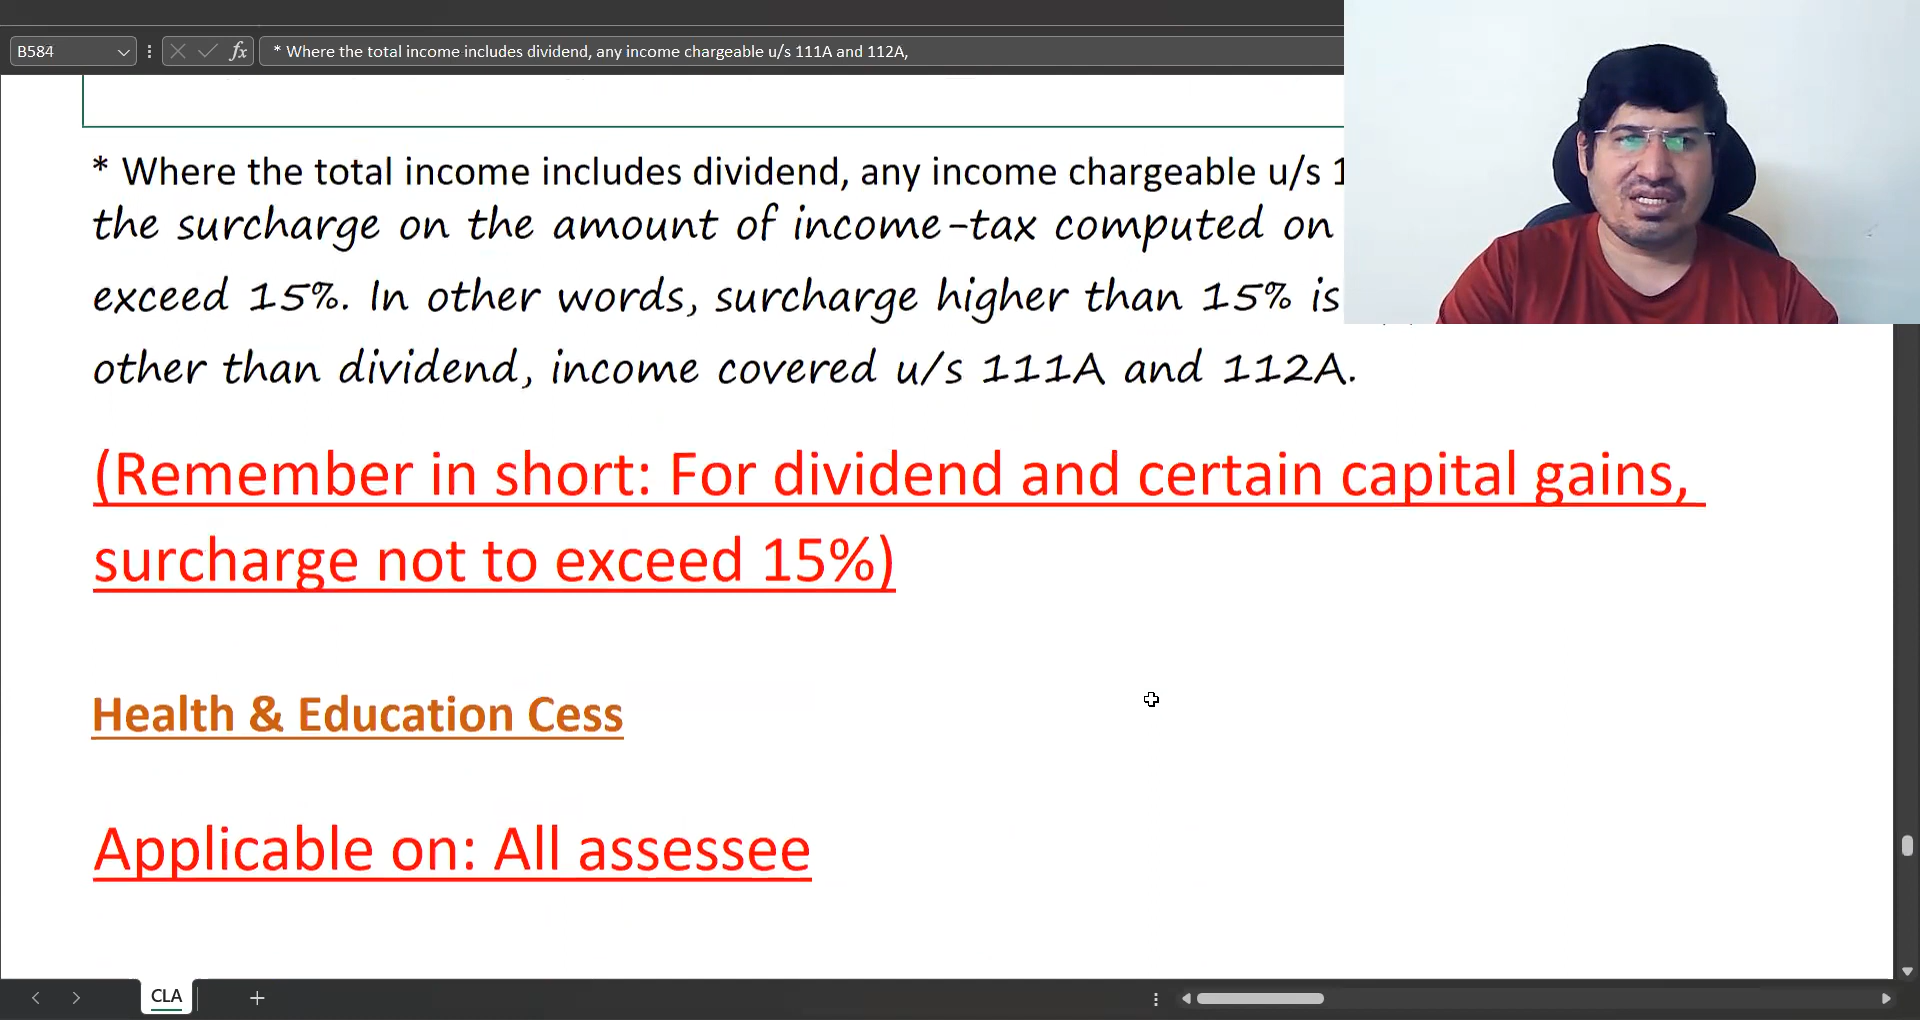 B584
fx
* Where the total income includes dividend, any income chargeable u/s 111A and 112A,
* Where the total income includes dividend, any income chargeable u/s
the surcharge on the amount of income-tax computed on
exceed 15%. In other words, surcharge higher than 15% is
other than dividend, income covered u/s 111A and 112A.
(Remember in short: For dividend and certain capital gains,
surcharge not to exceed 15%)
Health & Education Cess
Applicable on: All assessee
CLA